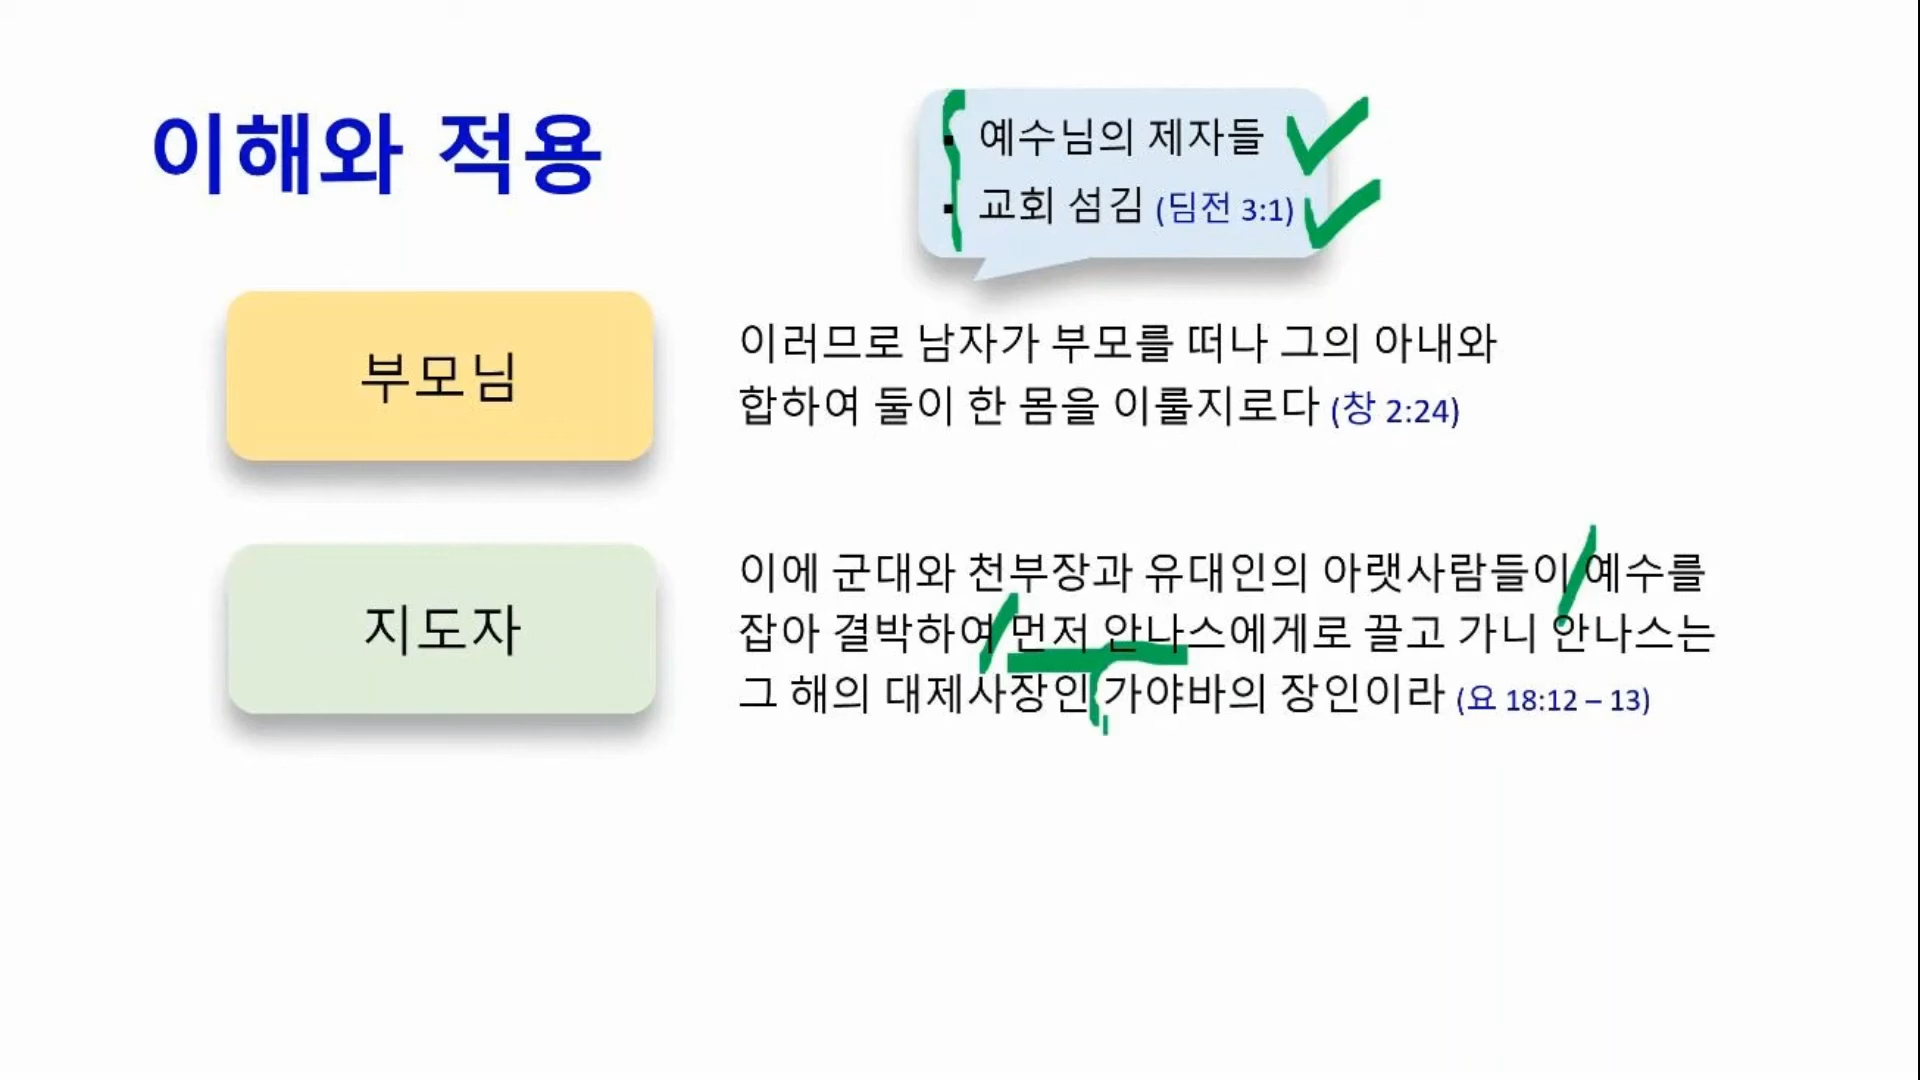 이해와 적용
▪ 예수님의 제자들
▪ 교회 섬김 (딤전 3:1)
부모님
이러므로 남자가 부모를 떠나 그의 아내와
합하여 둘이 한 몸을 이룰지로다 (창 2:24)
지도자
이에 군대와 천부장과 유대인의 아랫사람들이 예수를
잡아 결박하여 먼저 안나스에게로 끌고 가니 안나스는
그 해의 대제사장인 가야바의 장인이라 (요 18:12 – 13)